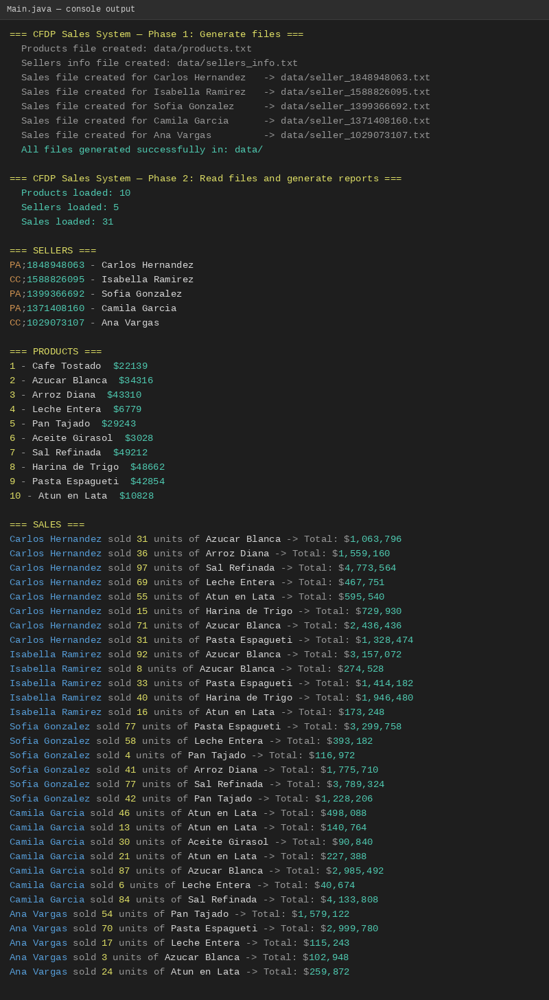 Main.java — console output
=== CFDP Sales System — Phase 1: Generate files ===
Products file created: data/products.txt
Sellers info file created: data/sellers_info.txt
Sales file created for Carlos Hernandez   -> data/seller_1848948063.txt
Sales file created for Isabella Ramirez   -> data/seller_1588826095.txt
Sales file created for Sofia Gonzalez     -> data/seller_1399366692.txt
Sales file created for Camila Garcia      -> data/seller_1371408160.txt
Sales file created for Ana Vargas         -> data/seller_1029073107.txt
All files generated successfully in: data/
=== CFDP Sales System — Phase 2: Read files and generate reports ===
Products loaded: 10
Sellers loaded: 5
Sales loaded: 31
=== SELLERS ===
PA;1848948063 - Carlos Hernandez
CC;1588826095 - Isabella Ramirez
PA;1399366692 - Sofia Gonzalez
PA;1371408160 - Camila Garcia
CC;1029073107 - Ana Vargas
=== PRODUCTS ===
1 - Cafe Tostado  $22139
2 - Azucar Blanca  $34316
3 - Arroz Diana  $43310
4 - Leche Entera  $6779
5 - Pan Tajado  $29243
6 - Aceite Girasol  $3028
7 - Sal Refinada  $49212
8 - Harina de Trigo  $48662
9 - Pasta Espagueti  $42854
10 - Atun en Lata  $10828
=== SALES ===
Carlos Hernandez sold 31 units of Azucar Blanca -> Total: $1,063,796
Carlos Hernandez sold 36 units of Arroz Diana -> Total: $1,559,160
Carlos Hernandez sold 97 units of Sal Refinada -> Total: $4,773,564
Carlos Hernandez sold 69 units of Leche Entera -> Total: $467,751
Carlos Hernandez sold 55 units of Atun en Lata -> Total: $595,540
Carlos Hernandez sold 15 units of Harina de Trigo -> Total: $729,930
Carlos Hernandez sold 71 units of Azucar Blanca -> Total: $2,436,436
Carlos Hernandez sold 31 units of Pasta Espagueti -> Total: $1,328,474
Isabella Ramirez sold 92 units of Azucar Blanca -> Total: $3,157,072
Isabella Ramirez sold 8 units of Azucar Blanca -> Total: $274,528
Isabella Ramirez sold 33 units of Pasta Espagueti -> Total: $1,414,182
Isabella Ramirez sold 40 units of Harina de Trigo -> Total: $1,946,480
Isabella Ramirez sold 16 units of Atun en Lata -> Total: $173,248
Sofia Gonzalez sold 77 units of Pasta Espagueti -> Total: $3,299,758
Sofia Gonzalez sold 58 units of Leche Entera -> Total: $393,182
Sofia Gonzalez sold 4 units of Pan Tajado -> Total: $116,972
Sofia Gonzalez sold 41 units of Arroz Diana -> Total: $1,775,710
Sofia Gonzalez sold 77 units of Sal Refinada -> Total: $3,789,324
Sofia Gonzalez sold 42 units of Pan Tajado -> Total: $1,228,206
Camila Garcia sold 46 units of Atun en Lata -> Total: $498,088
Camila Garcia sold 13 units of Atun en Lata -> Total: $140,764
Camila Garcia sold 30 units of Aceite Girasol -> Total: $90,840
Camila Garcia sold 21 units of Atun en Lata -> Total: $227,388
Camila Garcia sold 87 units of Azucar Blanca -> Total: $2,985,492
Camila Garcia sold 6 units of Leche Entera -> Total: $40,674
Camila Garcia sold 84 units of Sal Refinada -> Total: $4,133,808
Ana Vargas sold 54 units of Pan Tajado -> Total: $1,579,122
Ana Vargas sold 70 units of Pasta Espagueti -> Total: $2,999,780
Ana Vargas sold 17 units of Leche Entera -> Total: $115,243
Ana Vargas sold 3 units of Azucar Blanca -> Total: $102,948
Ana Vargas sold 24 units of Atun en Lata -> Total: $259,872